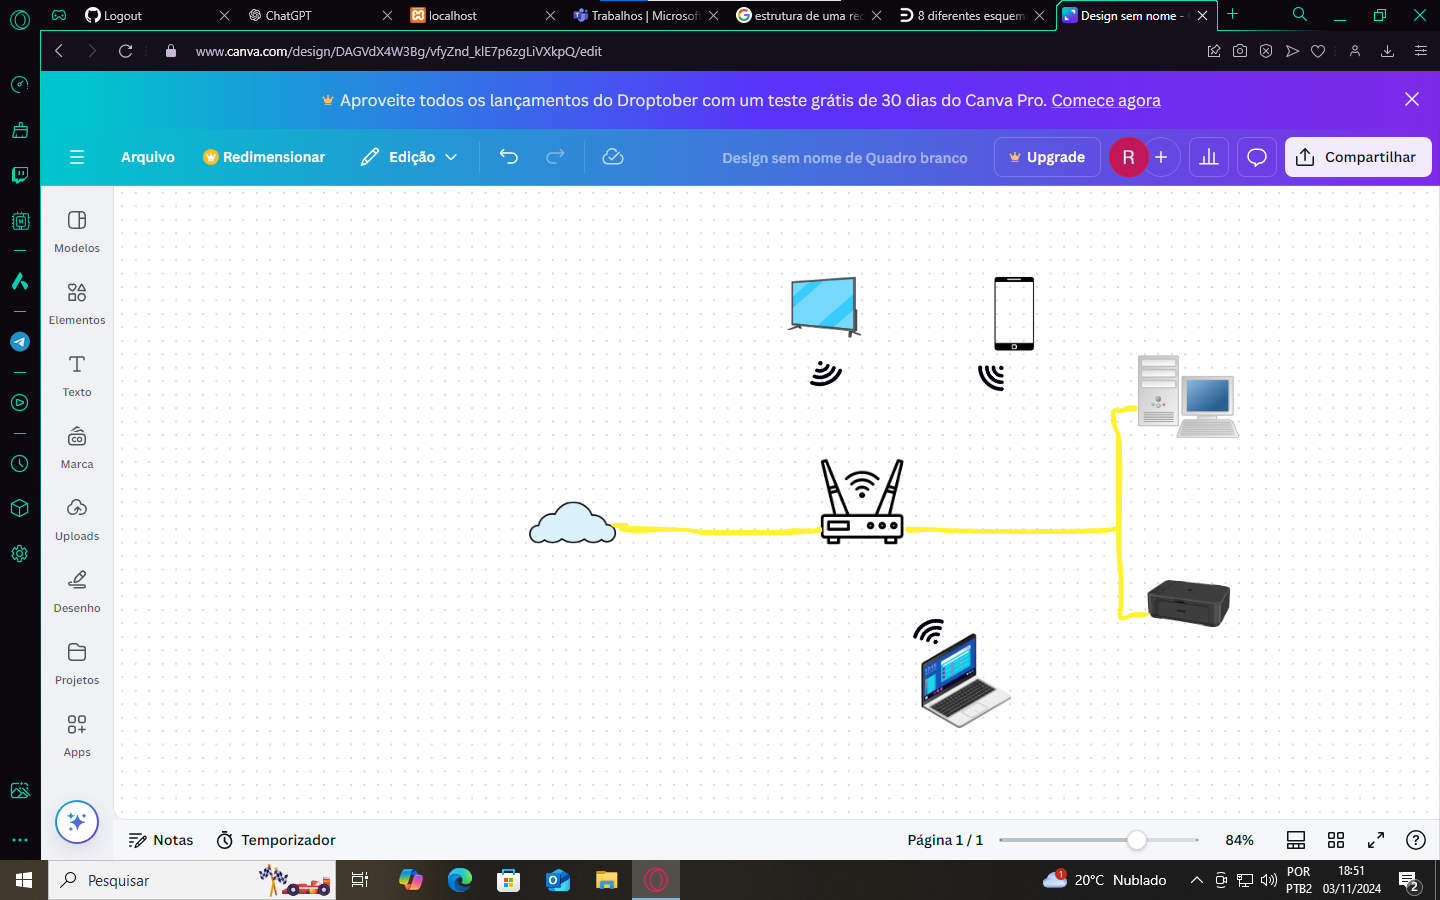 Logout
ChatGPT
localhost
Trabalhos | Microsof
estrutura de uma rec
8 diferentes esquem
Design sem nome -
www.canva.com/design/DAGVdX4W3Bg/vfyZnd_klE7p6zgLiVXkpQ/edit
Aproveite todos os lançamentos do Droptober com um teste grátis de 30 dias do Canva Pro. Comece agora
Arquivo
Redimensionar
Edição
Design sem nome de Quadro branco
Upgrade
R
Compartilhar
Modelos
Elementos
Texto
Marca
Uploads
Desenho
Projetos
Apps
Notas
Temporizador
Página 1 / 1
84%
Pesquisar
1
20°C Nublado
POR
PTB2
18:51
03/11/2024
2